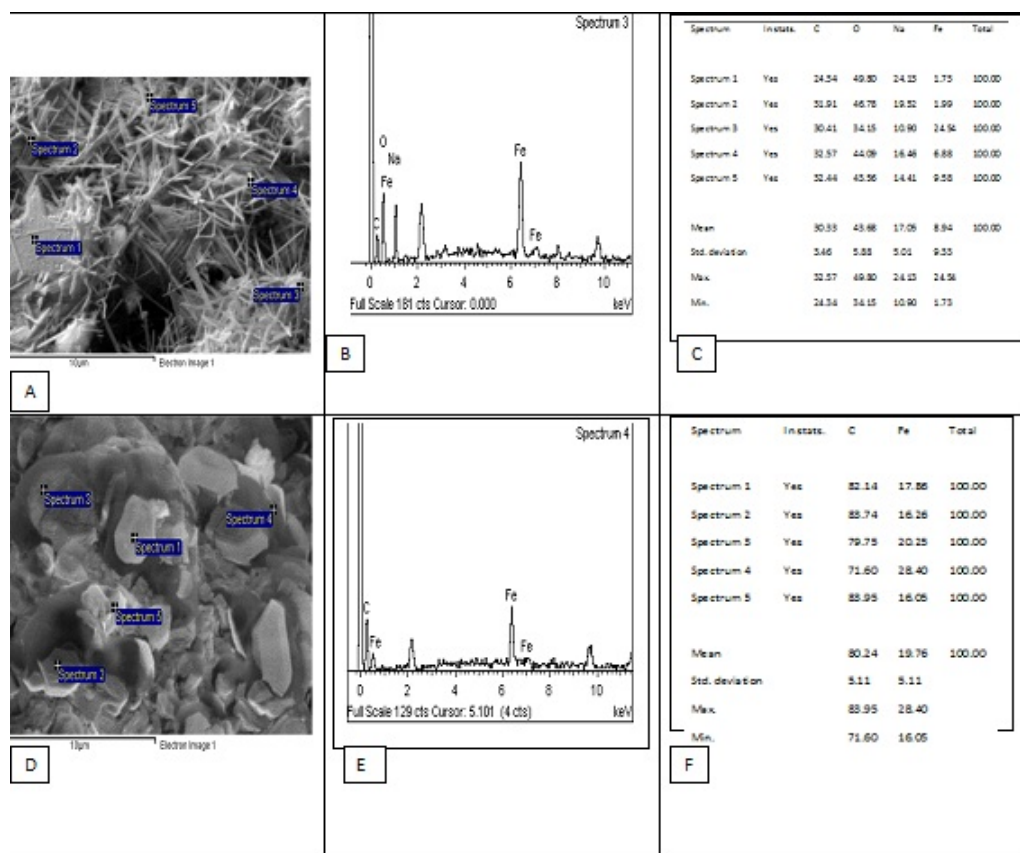 Spectrum 5
Spectrum 2
Spectrum 4
Spectrum 1
Spectrum 3
10µm Electron Image 1
A
Spectrum 3
O
Na
Fe
C
Fe
Fe
0 2 4 6 8 10
Full Scale 181 cts Cursor: 0.000 keV
B
Spectrum In stats. C O Na Fe Total
Spectrum 1 Yes 24.34 49.80 24.13 1.73 100.00
Spectrum 2 Yes 31.91 46.78 19.32 1.99 100.00
Spectrum 3 Yes 30.41 34.15 10.90 24.54 100.00
Spectrum 4 Yes 32.57 44.09 16.46 6.88 100.00
Spectrum 5 Yes 32.44 43.56 14.41 9.58 100.00
Mean 30.33 43.68 17.05 8.94 100.00
Std. deviation 3.46 5.88 5.01 9.33
Max. 32.57 49.80 24.13 24.54
Min. 24.34 34.15 10.90 1.73
C
Spectrum 3
Spectrum 4
Spectrum 1
Spectrum 5
Spectrum 2
10µm Electron Image 1
D
Spectrum 4
C
Fe
Fe
Fe
0 2 4 6 8 10
Full Scale 129 cts Cursor: 5.101 (4 cts) keV
E
Spectrum In stats. C Fe Total
Spectrum 1 Yes 82.14 17.86 100.00
Spectrum 2 Yes 83.74 16.26 100.00
Spectrum 3 Yes 79.75 20.25 100.00
Spectrum 4 Yes 71.60 28.40 100.00
Spectrum 5 Yes 83.95 16.05 100.00
Mean 80.24 19.76 100.00
Std. deviation 5.11 5.11
Max. 83.95 28.40
Min. 71.60 16.05
F